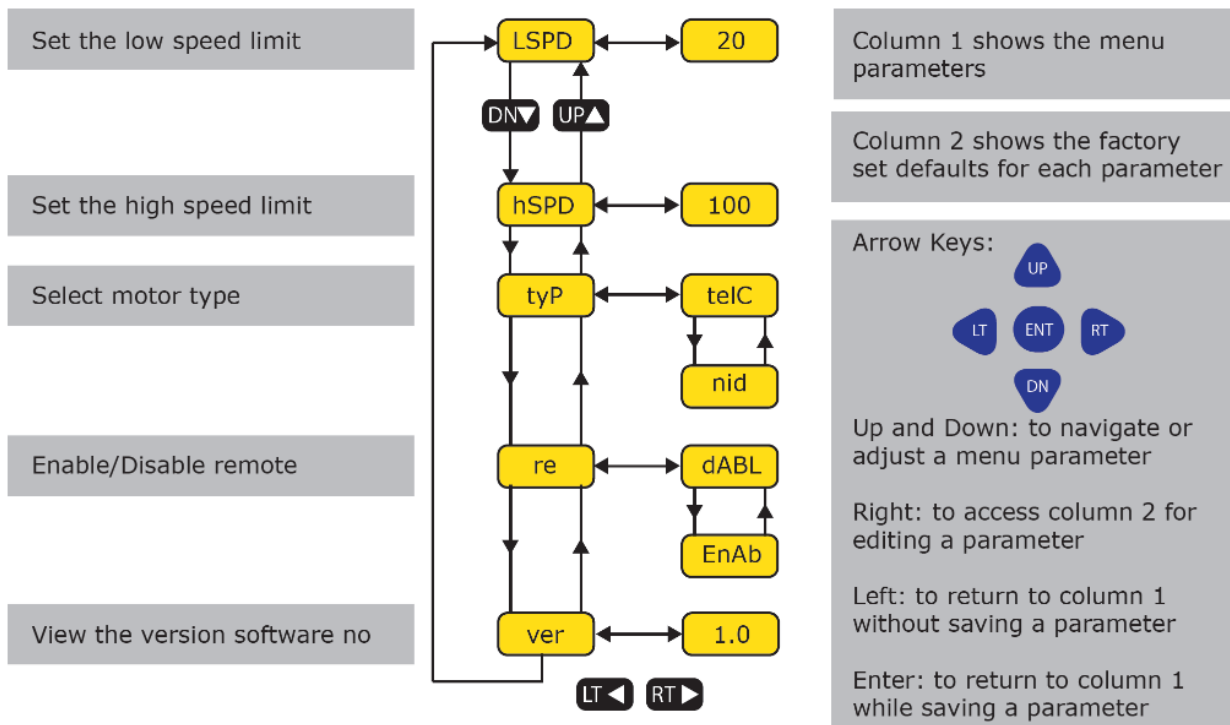 Set the low speed limit
LSPD
20
Column 1 shows the menu
parameters
DN▼
UP▲
Column 2 shows the factory
set defaults for each parameter
Set the high speed limit
hSPD
100
Arrow Keys:
UP
LT
ENT
RT
DN
Select motor type
tyP
telC
nid
Up and Down: to navigate or
adjust a menu parameter
Enable/Disable remote
re
dABL
EnAb
Right: to access column 2 for
editing a parameter
Left: to return to column 1
without saving a parameter
View the version software no
ver
1.0
LT◀
RT▶
Enter: to return to column 1
while saving a parameter